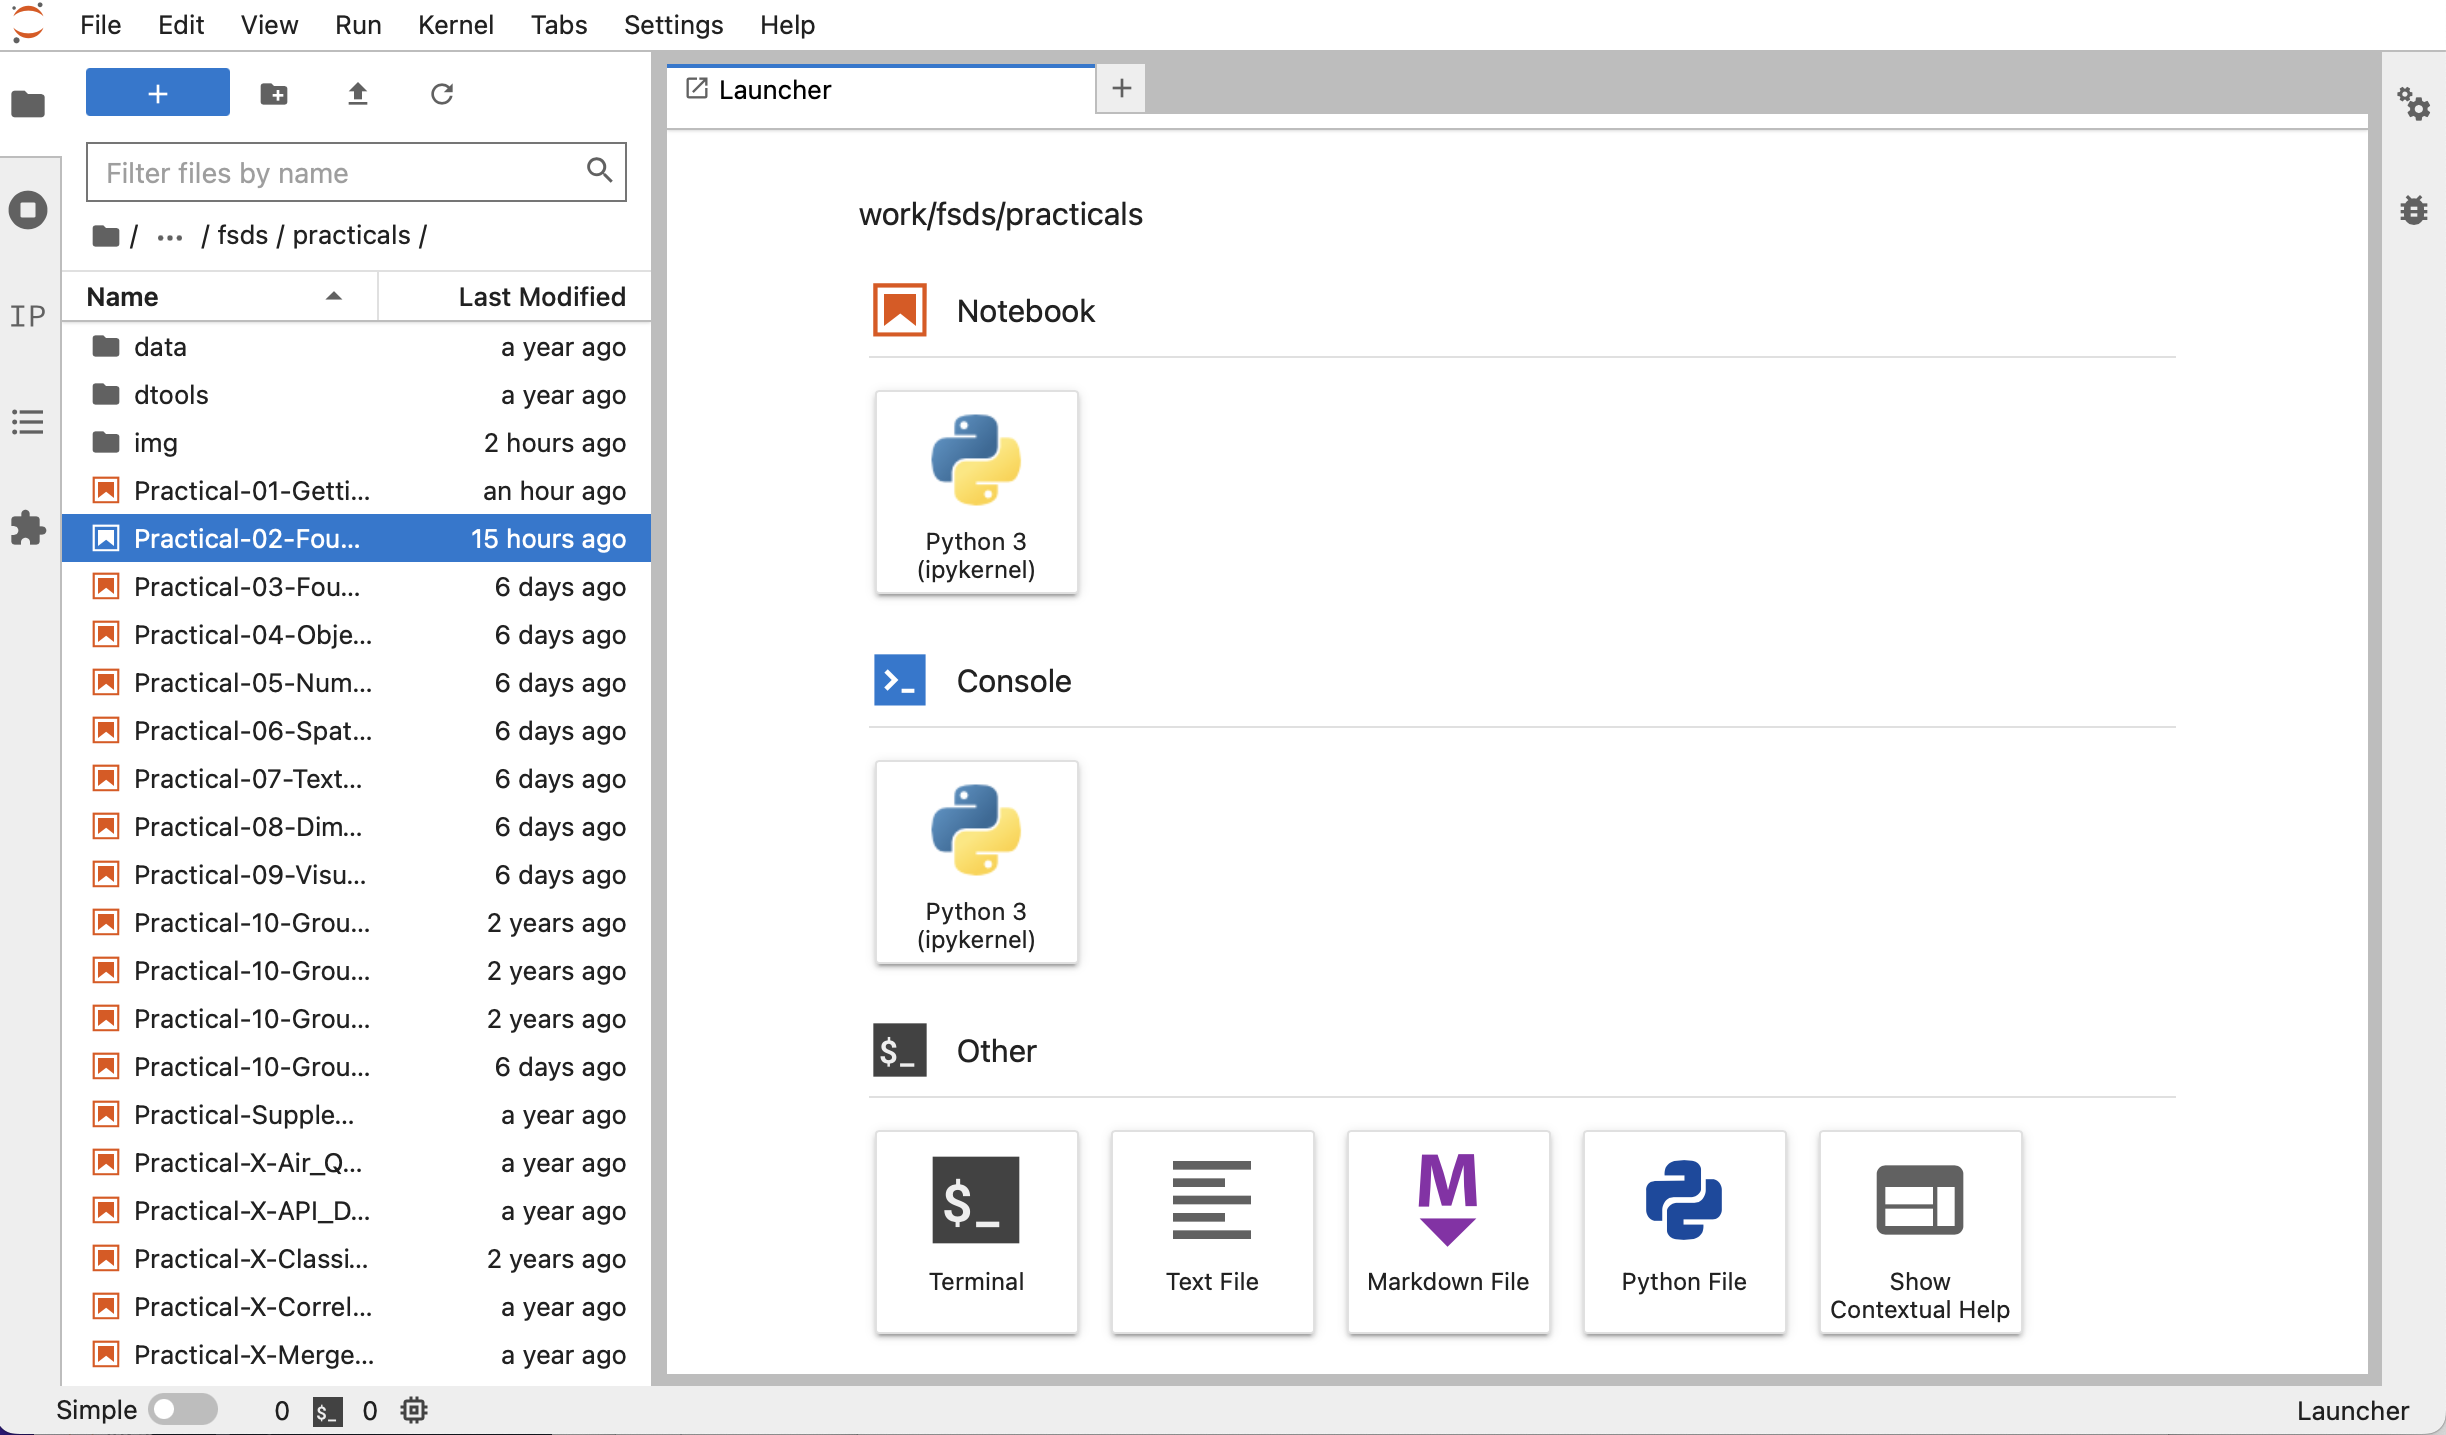 File Edit View Run Kernel Tabs Settings Help
+
Filter files by name
/ ... / fsds / practicals /
Name Last Modified
data a year ago
dtools a year ago
img 2 hours ago
Practical-01-Getti... an hour ago
Practical-02-Fou... 15 hours ago
Practical-03-Fou... 6 days ago
Practical-04-Obje... 6 days ago
Practical-05-Num... 6 days ago
Practical-06-Spat... 6 days ago
Practical-07-Text... 6 days ago
Practical-08-Dim... 6 days ago
Practical-09-Visu... 6 days ago
Practical-10-Grou... 2 years ago
Practical-10-Grou... 2 years ago
Practical-10-Grou... 2 years ago
Practical-10-Grou... 6 days ago
Practical-Supple... a year ago
Practical-X-Air_Q... a year ago
Practical-X-API_D... a year ago
Practical-X-Classi... 2 years ago
Practical-X-Correl... a year ago
Practical-X-Merge... a year ago
IP
Launcher +
work/fsds/practicals
Notebook
Python 3
(ipykernel)
>_ Console
Python 3
(ipykernel)
$_ Other
$_
Terminal
Text File
M
Markdown File
Python File
Show
Contextual Help
Simple 0 $_ 0 Launcher